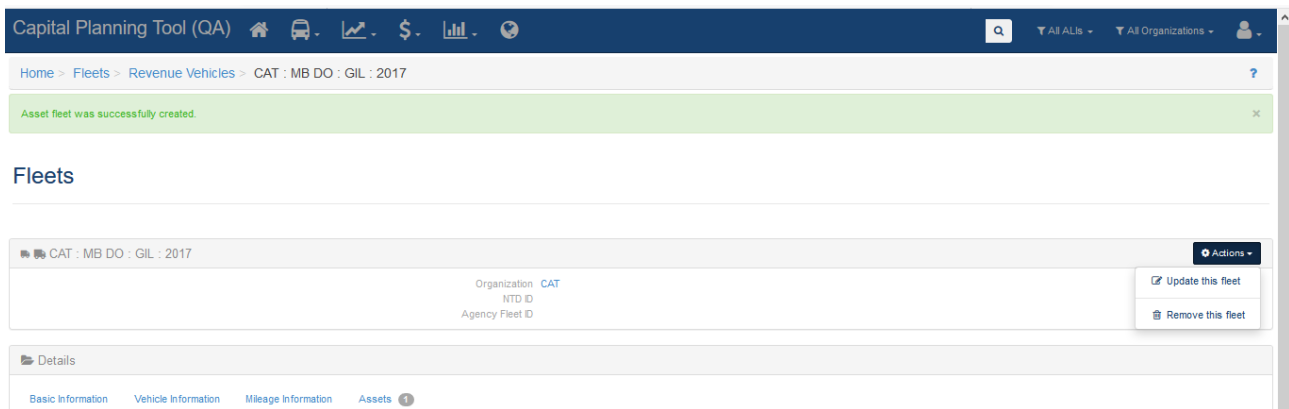 Capital Planning Tool (QA) $ All ALIs All Organizations
Home > Fleets > Revenue Vehicles > CAT : MB DO : GIL : 2017 ?
Asset fleet was successfully created. ×
Fleets
CAT : MB DO : GIL : 2017 Actions
Organization CAT
NTD ID
Agency Fleet ID
Update this fleet
Remove this fleet
Details
Basic Information Vehicle Information Mileage Information Assets 1